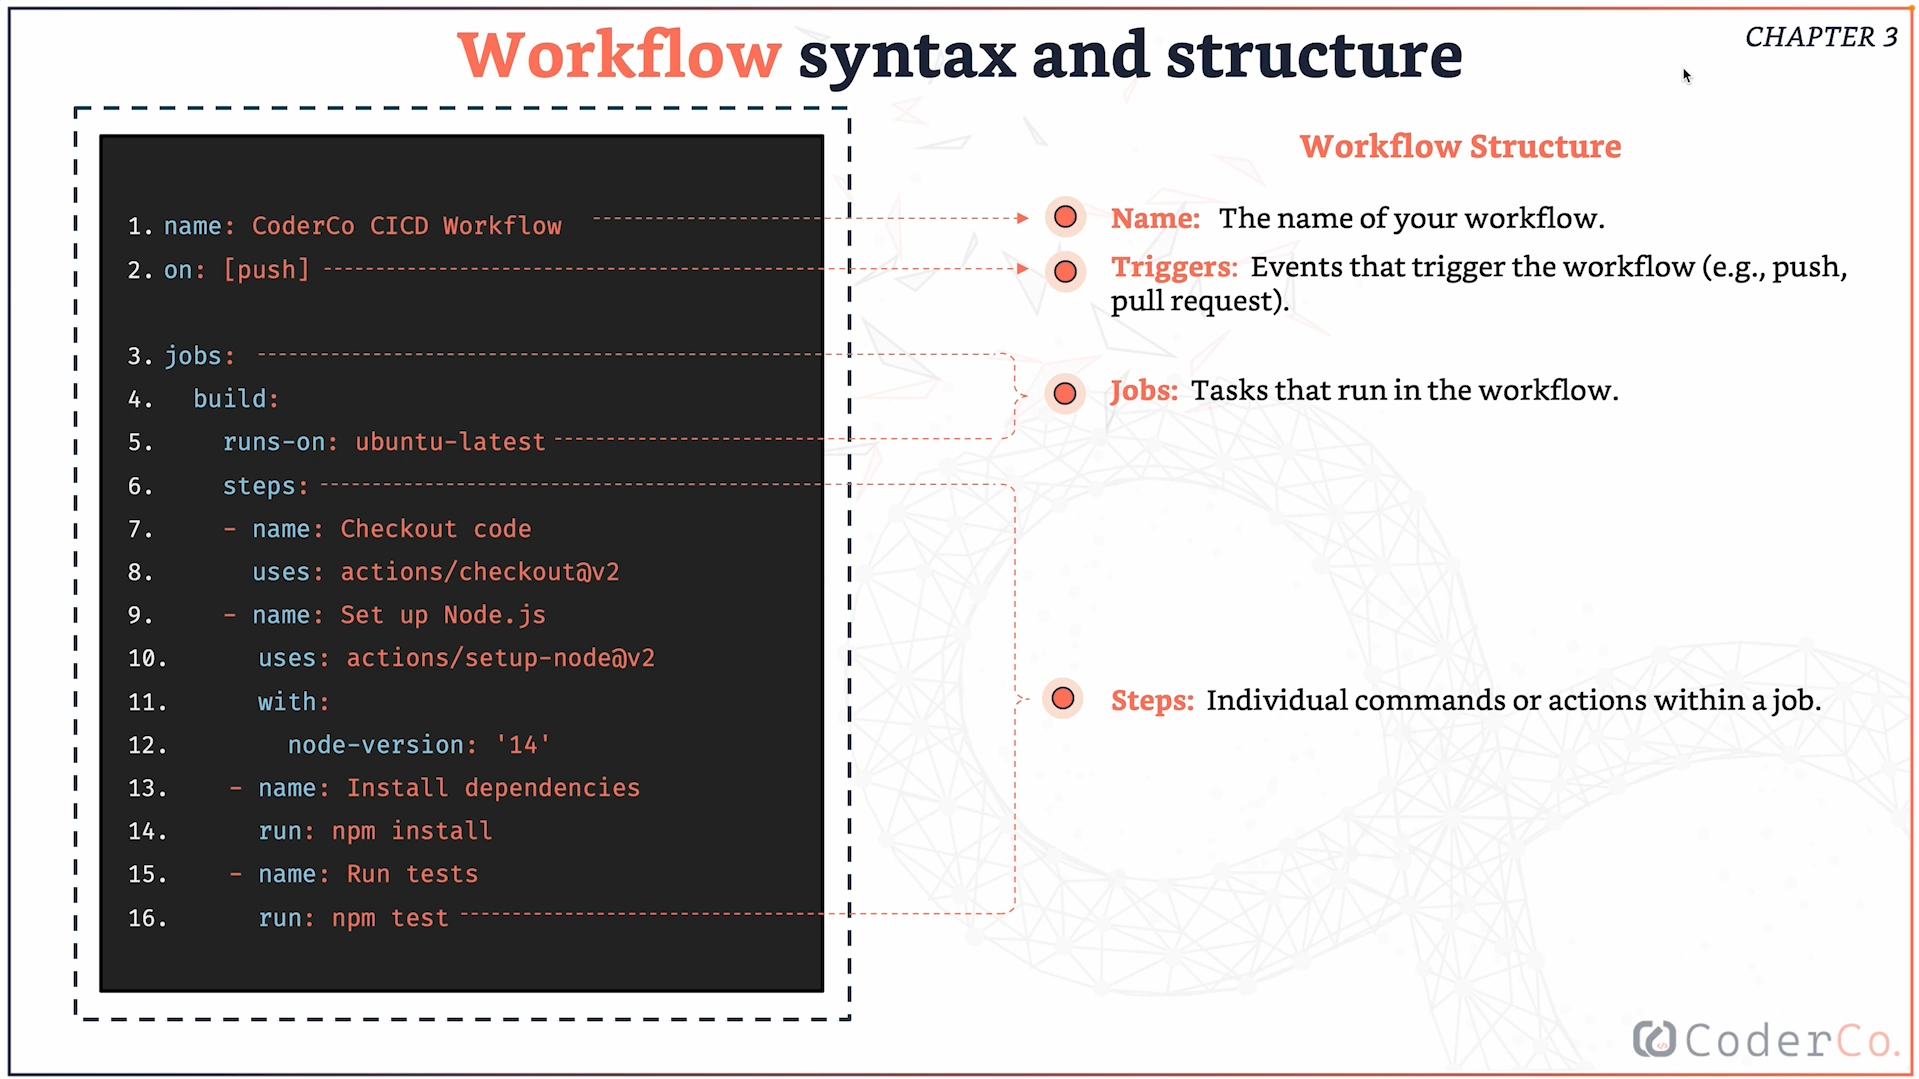 Workflow syntax and structure
CHAPTER 3
1. name: CoderCo CICD Workflow
2. on: [push]
3. jobs:
4. build:
5. runs-on: ubuntu-latest
6. steps:
7. - name: Checkout code
8. uses: actions/checkout@v2
9. - name: Set up Node.js
10. uses: actions/setup-node@v2
11. with:
12. node-version: '14'
13. - name: Install dependencies
14. run: npm install
15. - name: Run tests
16. run: npm test
Workflow Structure
Name: The name of your workflow.
Triggers: Events that trigger the workflow (e.g., push,
pull request).
Jobs: Tasks that run in the workflow.
Steps: Individual commands or actions within a job.
CoderCo.